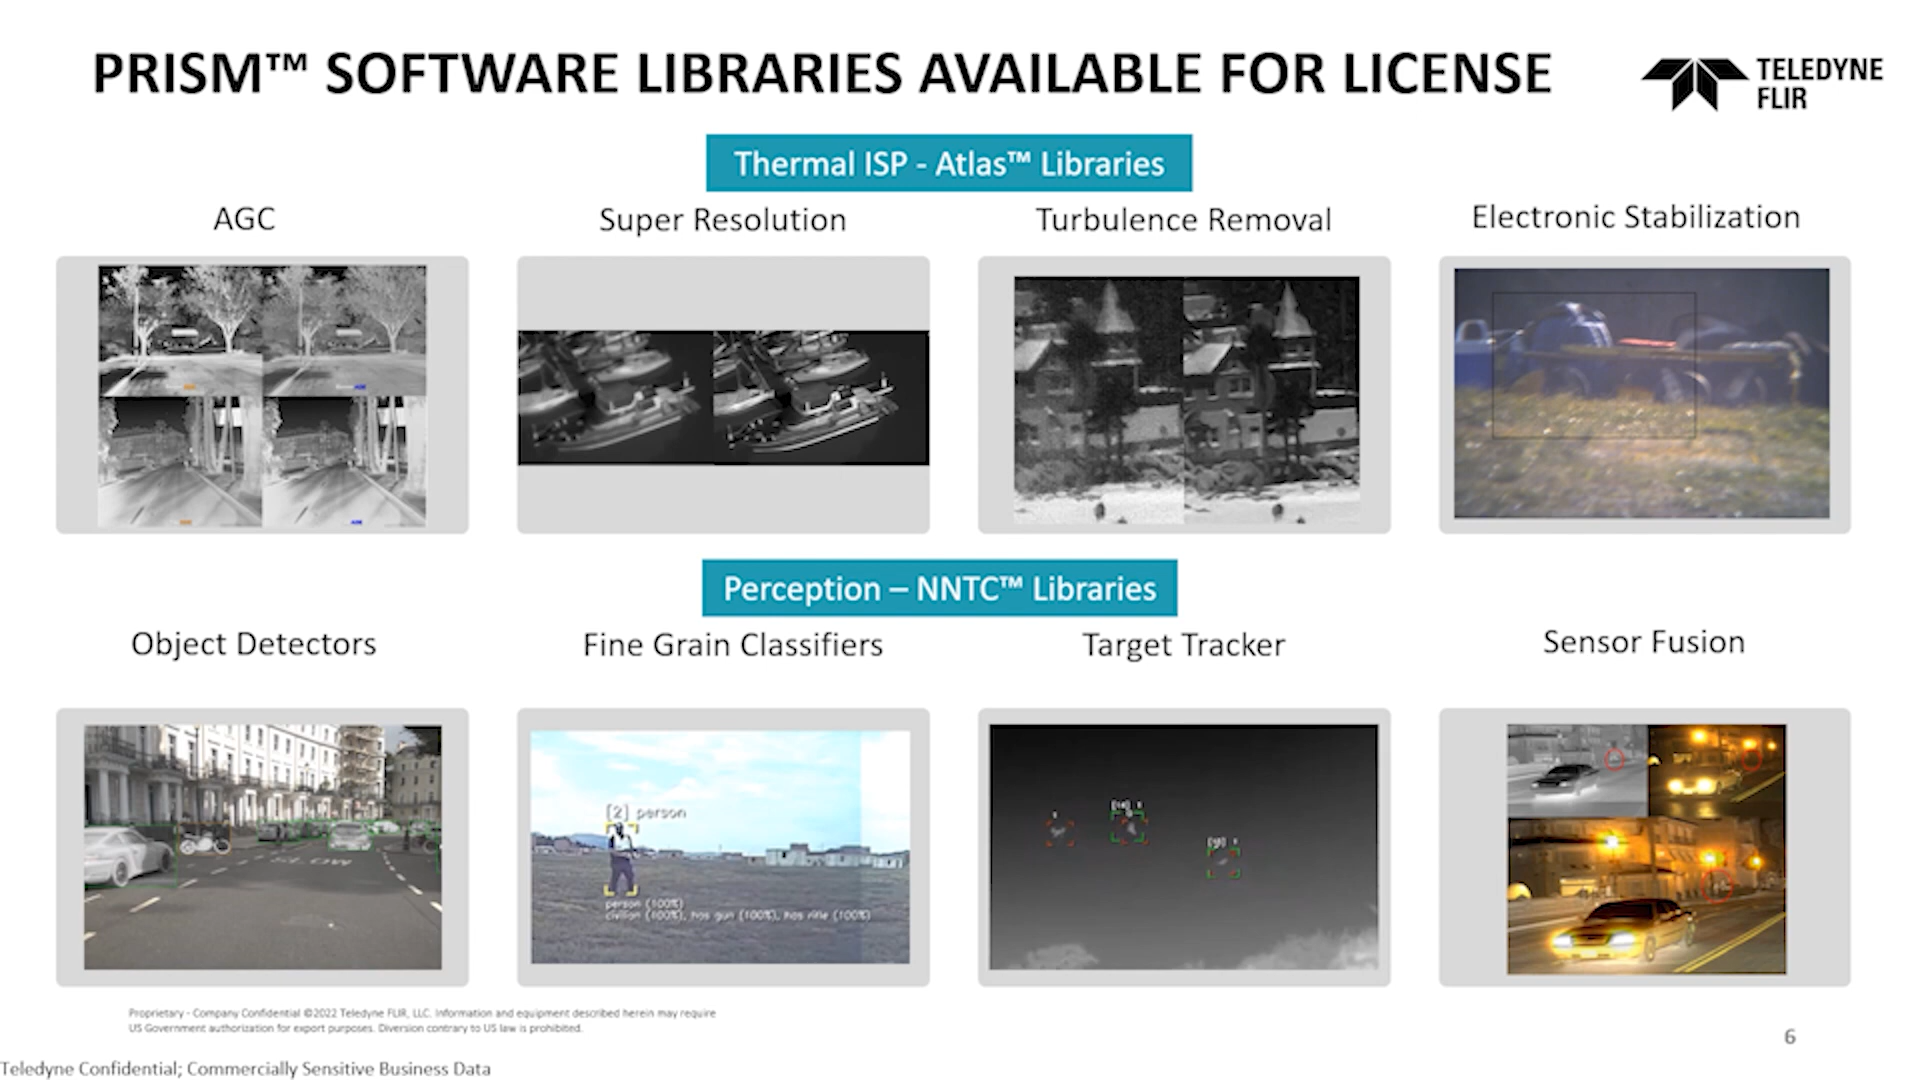 PRISM™ SOFTWARE LIBRARIES AVAILABLE FOR LICENSE
TELEDYNE
FLIR
Thermal ISP - Atlas™ Libraries
AGC
Super Resolution
Turbulence Removal
Electronic Stabilization
Perception – NNTC™ Libraries
Object Detectors
Fine Grain Classifiers
Target Tracker
Sensor Fusion
SLOW
[2] person
person (100%)
civilian (100%), has gun (100%), has rifle (100%)
Proprietary - Company Confidential ©2022 Teledyne FLIR, LLC. Information and equipment described herein may require
US Government authorization for export purposes. Diversion contrary to US law is prohibited.
6
Teledyne Confidential; Commercially Sensitive Business Data